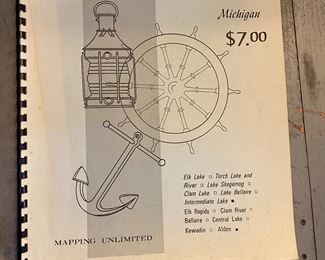 Michigan
$7.00
Elk Lake □ Torch Lake and
River □ Lake Skegemog □
Clam Lake □ Lake Bellaire □
Intermediate Lake ■
Elk Rapids □ Clam River □
Bellaire □ Central Lake □
Kewadin □ Alden ■
MAPPING UNLIMITED